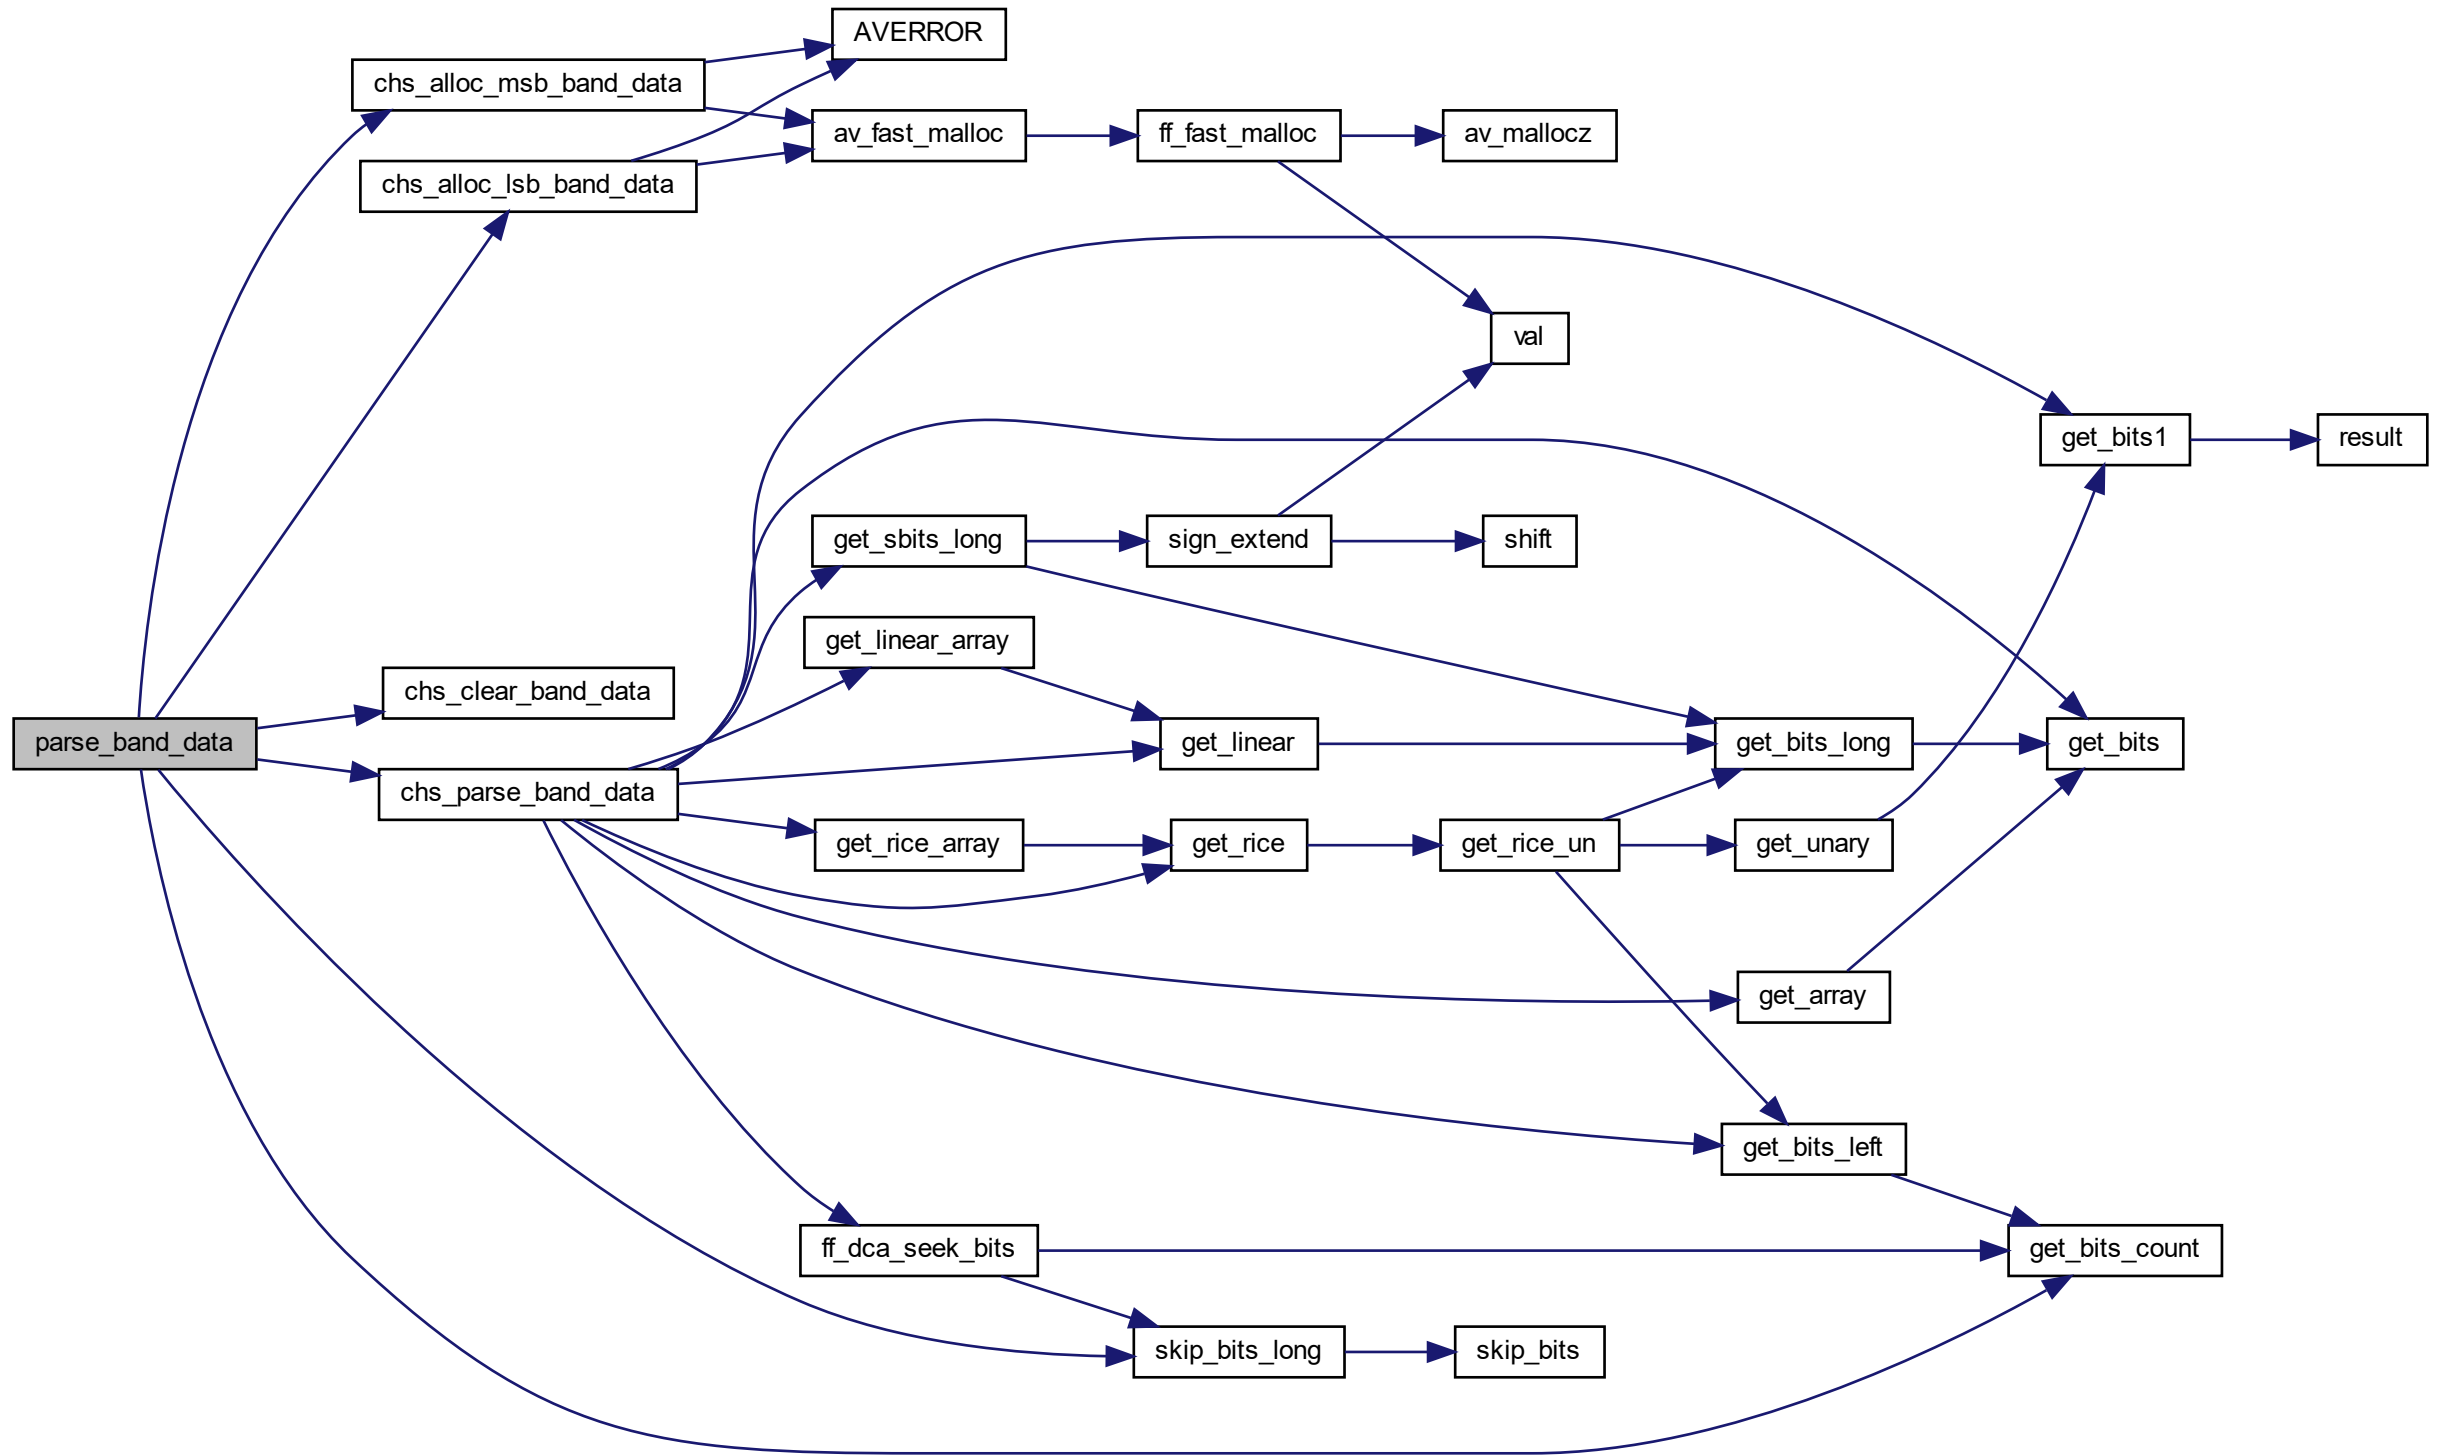 AVERROR
chs_alloc_msb_band_data
av_fast_malloc
ff_fast_malloc
av_mallocz
chs_alloc_lsb_band_data
val
get_bits1
result
get_sbits_long
sign_extend
shift
get_linear_array
chs_clear_band_data
parse_band_data
get_linear
get_bits_long
get_bits
chs_parse_band_data
get_rice_array
get_rice
get_rice_un
get_unary
get_array
get_bits_left
ff_dca_seek_bits
get_bits_count
skip_bits_long
skip_bits